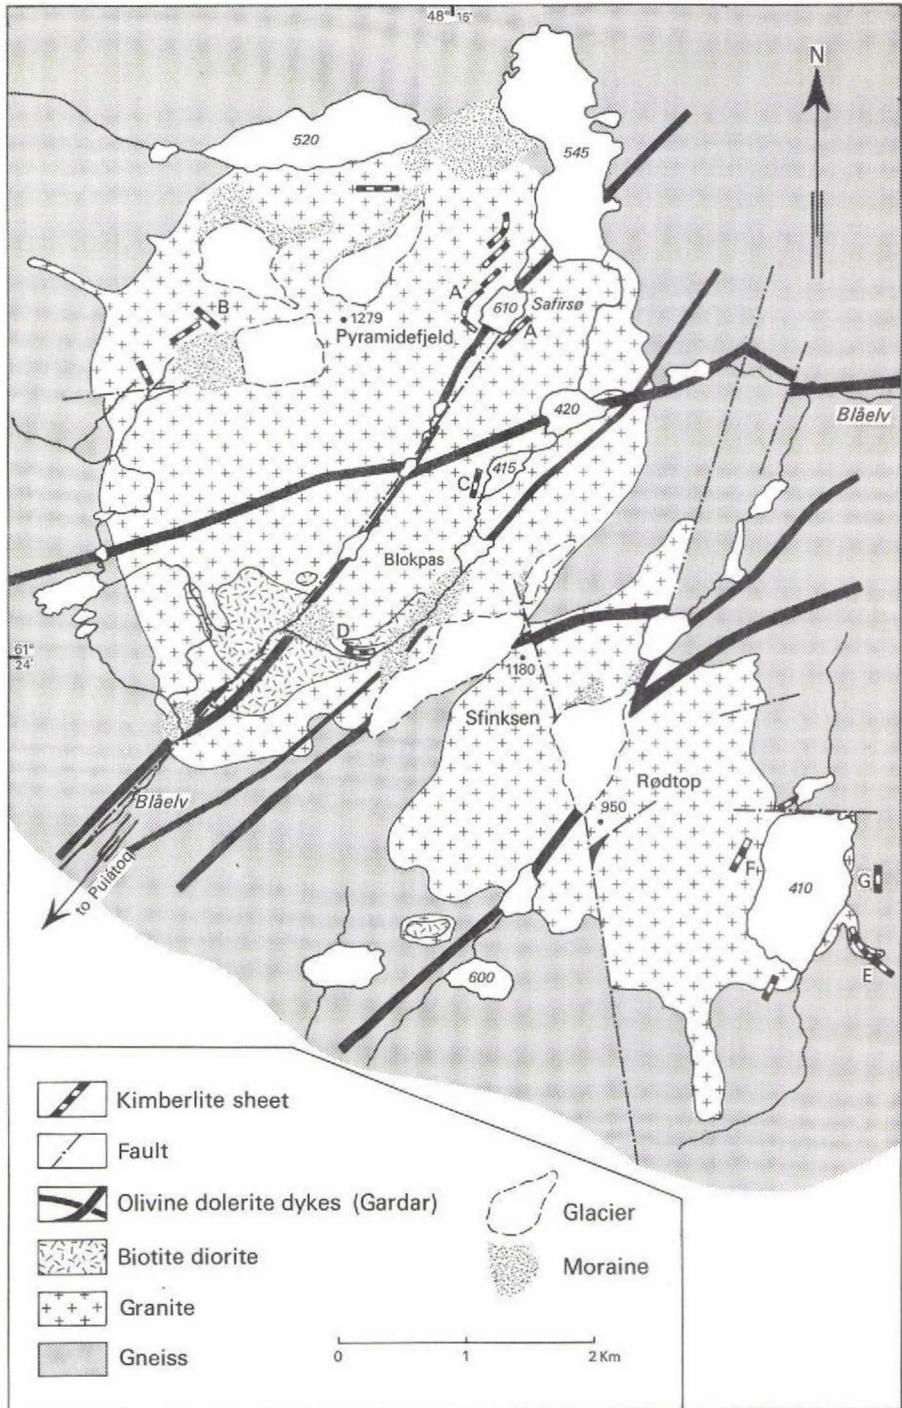 48° 15'
N
520
545
A
B
610
Safirsø
1279
A
Pyramidefjeld
420
Blåelv
415
C
Blokpas
D
61°
24'
1180
Sfinksen
Rødtop
Blåelv
950
F
410
G
to Pulátoq
E
600
Kimberlite sheet
Fault
Olivine dolerite dykes (Gardar)
Biotite diorite
Granite
Gneiss
Glacier
Moraine
0 1 2 Km